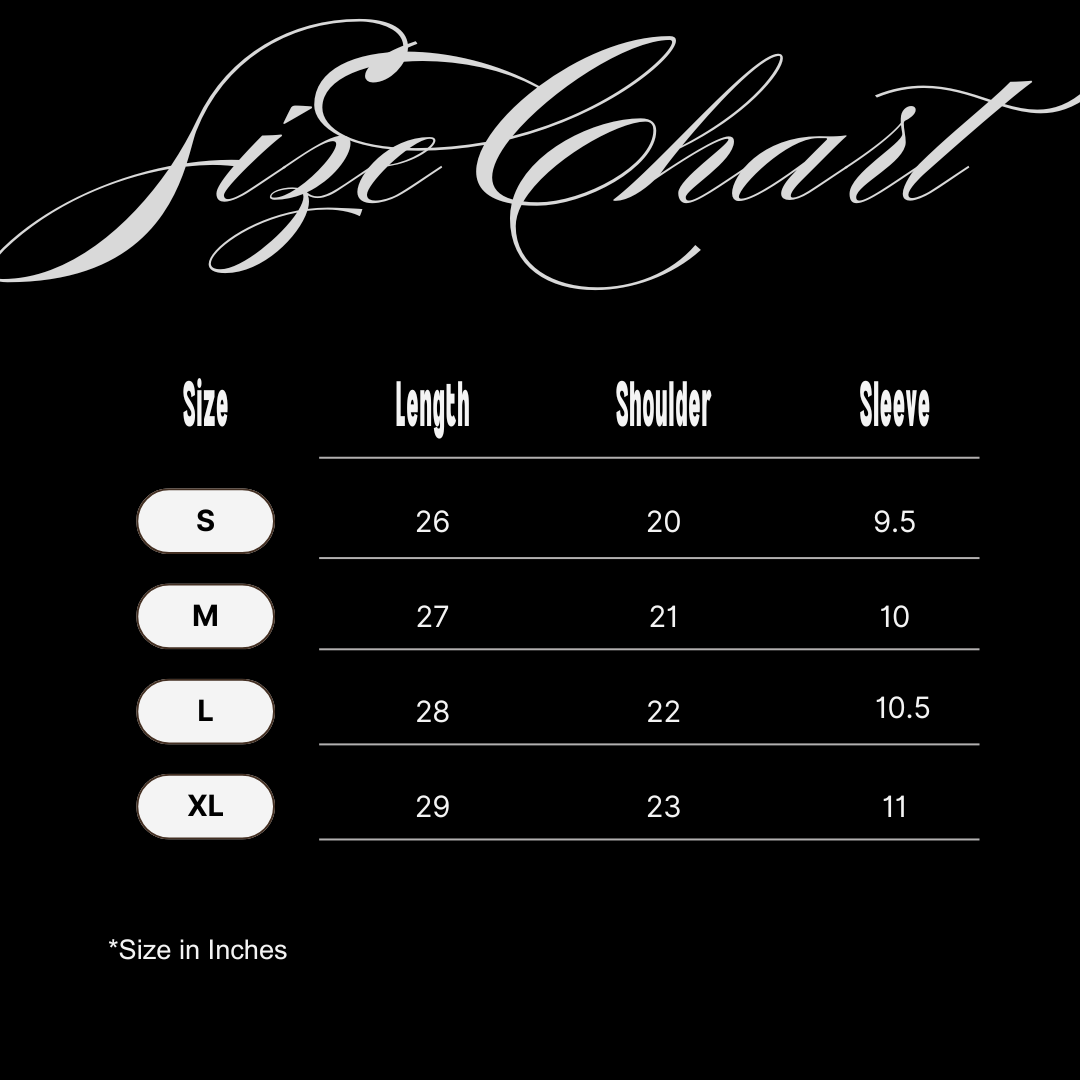 Size Chart
Size Length Shoulder Sleeve
S 26 20 9.5
M 27 21 10
L 28 22 10.5
XL 29 23 11
*Size in Inches